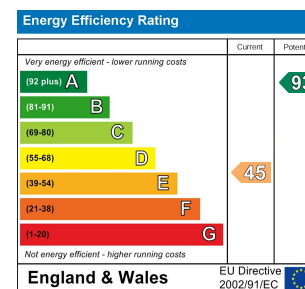 Energy Efficiency Rating
Current Poten
Very energy efficient - lower running costs
(92 plus) A
93
(81-91) B
(69-80) C
(55-68) D
45
(39-54) E
(21-38) F
(1-20) G
Not energy efficient - higher running costs
England & Wales
EU Directive
2002/91/EC